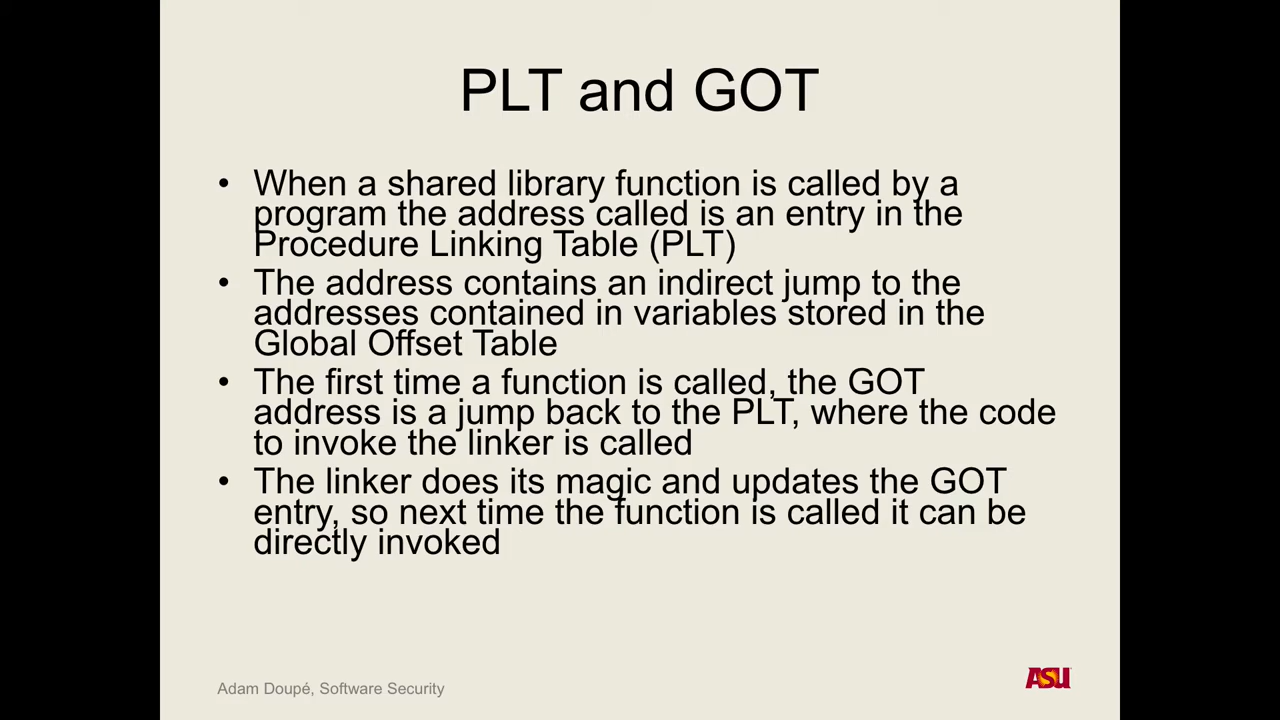 PLT and GOT
• When a shared library function is called by a
program the address called is an entry in the
Procedure Linking Table (PLT)
• The address contains an indirect jump to the
addresses contained in variables stored in the
Global Offset Table
• The first time a function is called, the GOT
address is a jump back to the PLT, where the code
to invoke the linker is called
• The linker does its magic and updates the GOT
entry, so next time the function is called it can be
directly invoked
Adam Doupé, Software Security
ASU